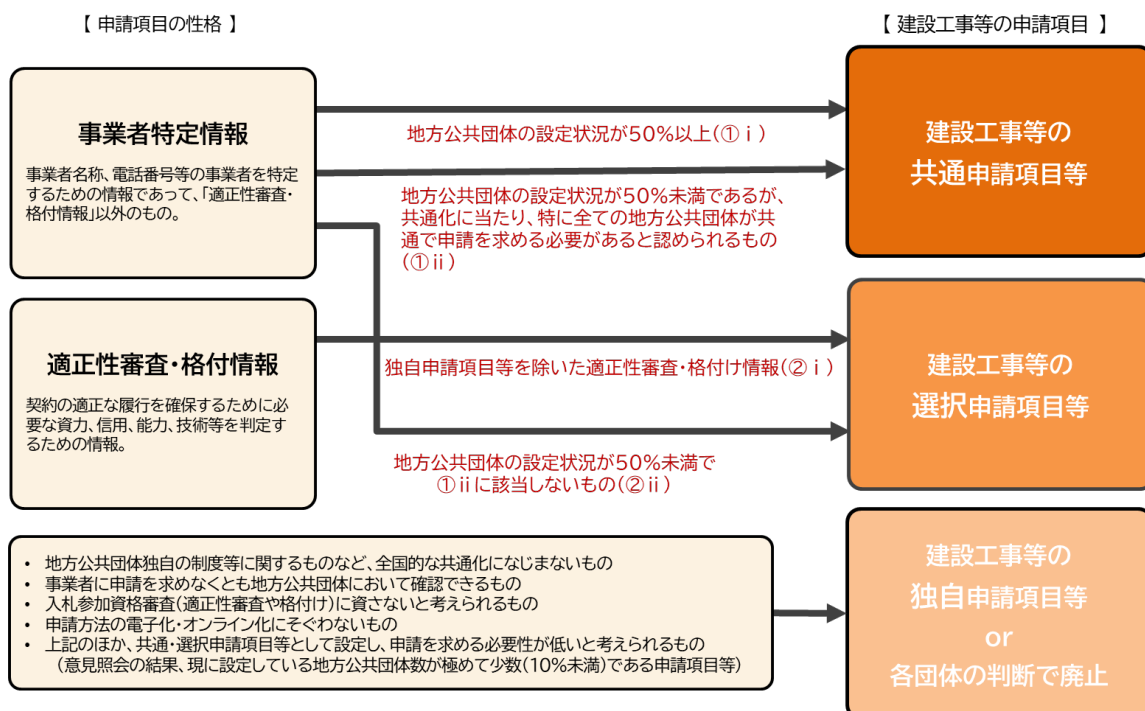 【 申請項目の性格 】
【 建設工事等の申請項目 】
事業者特定情報
事業者名称、電話番号等の事業者を特定
するための情報であって、「適正性審査・
格付情報」以外のもの。
地方公共団体の設定状況が50%以上(①ⅰ)
地方公共団体の設定状況が50%未満であるが、
共通化に当たり、特に全ての地方公共団体が共
通で申請を求める必要があると認められるもの
(①ⅱ)
建設工事等の
共通申請項目等
適正性審査・格付情報
契約の適正な履行を確保するために必
要な資力、信用、能力、技術等を判定す
るための情報。
独自申請項目等を除いた適正性審査・格付け情報(②ⅰ)
地方公共団体の設定状況が50%未満で
①ⅱに該当しないもの(②ⅱ)
建設工事等の
選択申請項目等
• 地方公共団体独自の制度等に関するものなど、全国的な共通化になじまないもの
• 事業者に申請を求めなくとも地方公共団体において確認できるもの
• 入札参加資格審査(適正性審査や格付け)に資さないと考えられるもの
• 申請方法の電子化・オンライン化にそぐわないもの
• 上記のほか、共通・選択申請項目等として設定し、申請を求める必要性が低いと考えられるもの
(意見照会の結果、現に設定している地方公共団体数が極めて少数(10%未満)である申請項目等)
建設工事等の
独自申請項目等
or
各団体の判断で廃止